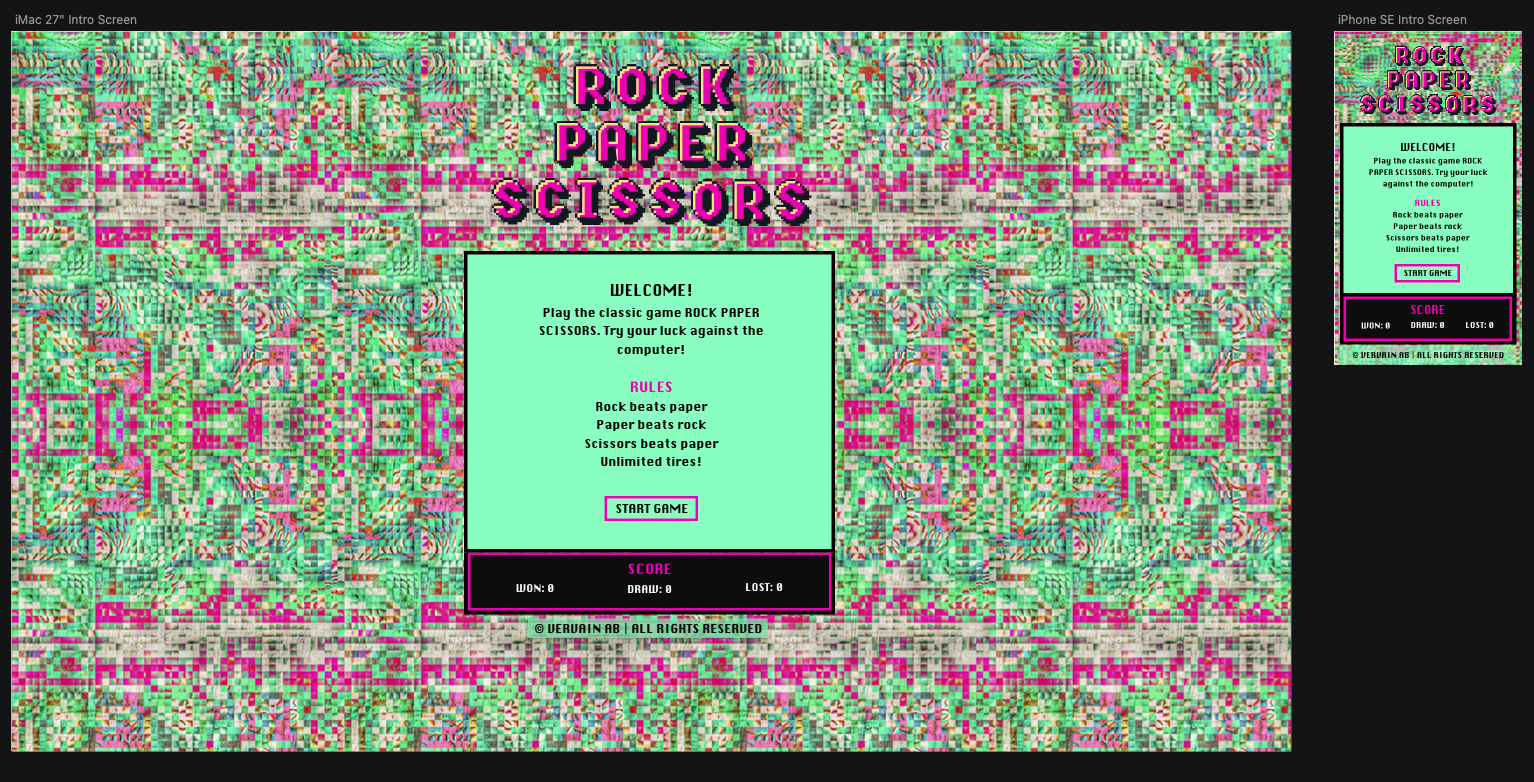 iMac 27" Intro Screen
ROCK
PAPER
SCISSORS
WELCOME!
Play the classic game ROCK PAPER
SCISSORS. Try your luck against the
computer!
RULES
Rock beats paper
Paper beats rock
Scissors beats paper
Unlimited tires!
START GAME
SCORE
WON: 0 DRAW: 0 LOST: 0
© VERVAIN AB | ALL RIGHTS RESERVED
iPhone SE Intro Screen
ROCK
PAPER
SCISSORS
WELCOME!
Play the classic game ROCK
PAPER SCISSORS. Try your luck
against the computer!
RULES
Rock beats paper
Paper beats rock
Scissors beats paper
Unlimited tires!
START GAME
SCORE
WON: 0 DRAW: 0 LOST: 0
© VERVAIN AB | ALL RIGHTS RESERVED